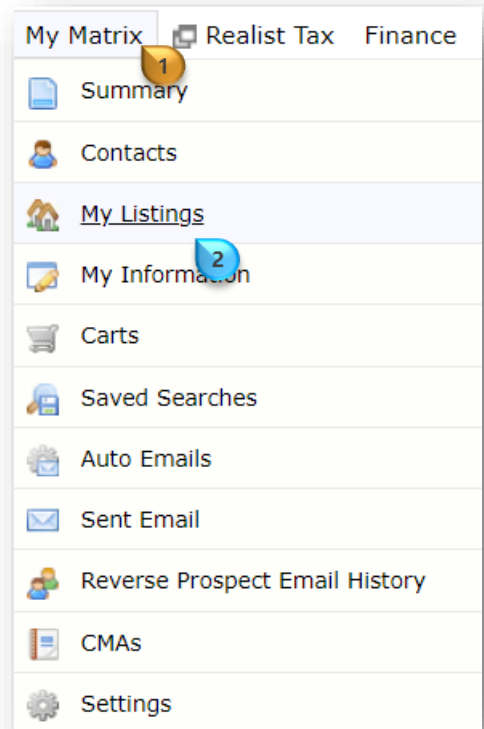 My Matrix Realist Tax Finance
1
Summary
Contacts
My Listings
2
My Information
Carts
Saved Searches
Auto Emails
Sent Email
Reverse Prospect Email History
CMAs
Settings